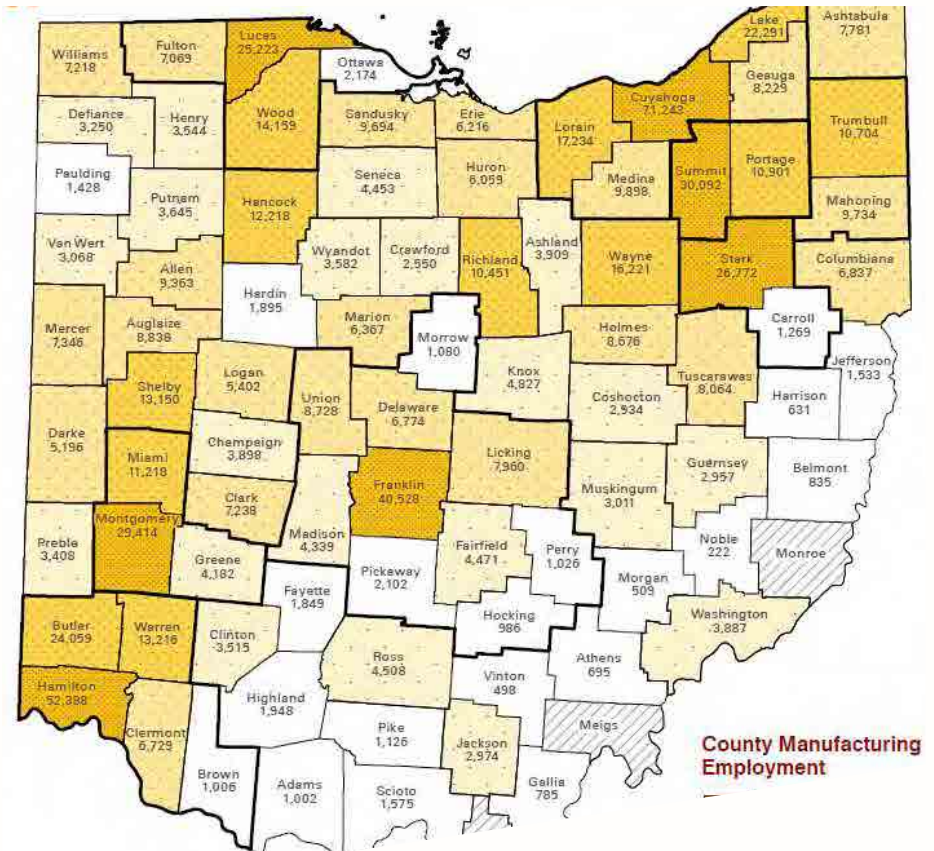 Williams
7,218
Fulton
7,069
Lucas
25,223
Ottawa
2,174
Lake
22,291
Ashtabula
7,781
Geauga
8,229
Defiance
3,250
Henry
3,544
Wood
14,159
Sandusky
9,694
Erie
6,216
Lorain
17,234
Cuyahoga
71,243
Trumbull
10,704
Paulding
1,428
Putnam
3,645
Hancock
12,218
Seneca
4,453
Huron
6,059
Medina
9,898
Summit
30,092
Portage
10,901
Mahoning
9,734
Van Wert
3,068
Allen
9,363
Wyandot
3,582
Crawford
2,550
Richland
10,451
Ashland
3,909
Wayne
16,221
Stark
26,772
Columbiana
6,837
Hardin
1,895
Mercer
7,346
Auglaize
8,838
Marion
6,367
Morrow
1,080
Holmes
8,676
Carroll
1,269
Jefferson
1,533
Shelby
13,150
Logan
5,402
Union
8,728
Delaware
6,774
Knox
4,827
Coshocton
2,934
Tuscarawas
8,064
Harrison
631
Darke
5,196
Miami
11,218
Champaign
3,898
Clark
7,238
Franklin
40,528
Licking
7,960
Muskingum
3,011
Guernsey
2,957
Belmont
835
Preble
3,408
Montgomery
29,414
Greene
4,182
Madison
4,339
Pickaway
2,102
Fairfield
4,471
Perry
1,026
Morgan
509
Noble
222
Monroe
Fayette
1,849
Hocking
986
Washington
3,887
Butler
24,059
Warren
13,216
Clinton
3,515
Ross
4,508
Athens
695
Vinton
498
Hamilton
52,388
Highland
1,948
Clermont
6,729
Pike
1,126
Jackson
2,974
Meigs
Brown
1,006
Adams
1,002
Scioto
1,575
Gallia
785
County Manufacturing
Employment